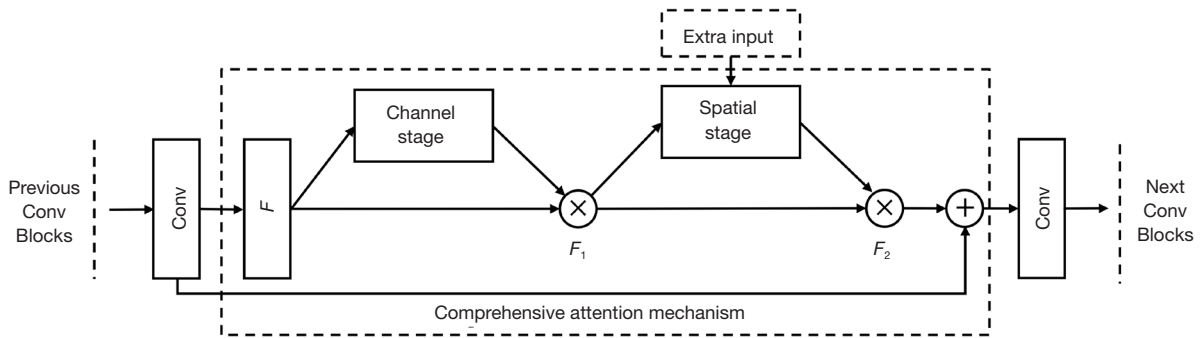 Extra input
Channel
stage
Spatial
stage
Previous
Conv
Blocks
Conv
F
×
F₁
×
F₂
+
Conv
Next
Conv
Blocks
Comprehensive attention mechanism